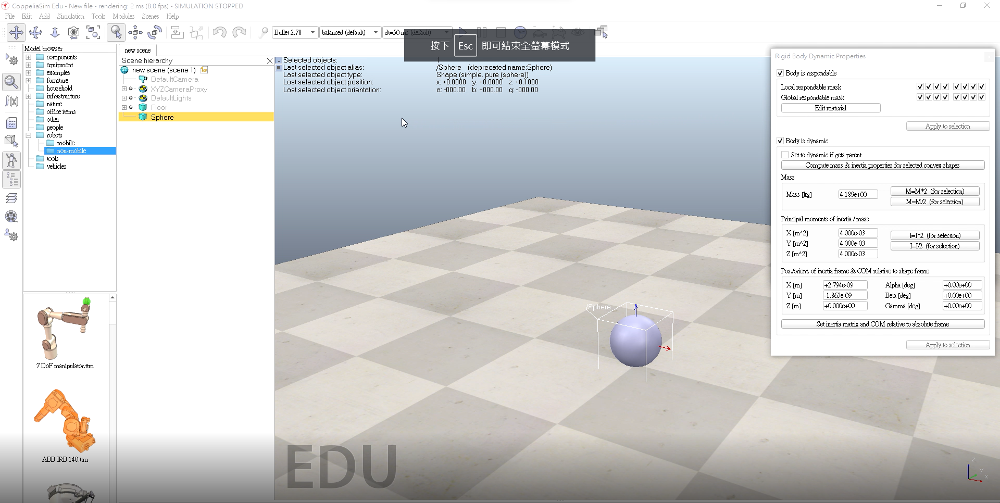 CoppeliaSim Edu - New file - rendering: 2 ms (8.0 fps) - SIMULATION STOPPED
File Edit Add Simulation Tools Modules Scenes Help
Bullet 2.78 balanced (default) dt=50 ms (default)
按下 Esc 即可結束全螢幕模式
Model browser
components
equipment
examples
furniture
household
infrastructure
nature
office items
other
people
robots
mobile
non-mobile
tools
vehicles
7 DoF manipulator.ttm
ABB IRB 140.ttm
new scene
Scene hierarchy
new scene (scene 1)
DefaultCamera
XYZCameraProxy
DefaultLights
Floor
Sphere
Selected objects: 1
Last selected object alias: /Sphere (deprecated name:Sphere)
Last selected object type: Shape (simple, pure (sphere))
Last selected object position: x: +0.0000 y: +0.0000 z: +0.1000
Last selected object orientation: a: -000.00 b: +000.00 g: -000.00
/Sphere
EDU
z
y
x
Rigid Body Dynamic Properties
Body is respondable
Local respondable mask
Global respondable mask
Edit material
Apply to selection
Body is dynamic
Set to dynamic if gets parent
Compute mass & inertia properties for selected convex shapes
Mass
Mass [kg] 4.189e+00 M=M*2 (for selection)
M=M/2 (for selection)
Principal moments of inertia / mass
X [m^2] 4.000e-03 I=I*2 (for selection)
Y [m^2] 4.000e-03 I=I/2 (for selection)
Z [m^2] 4.000e-03
Pos./orient. of inertia frame & COM relative to shape frame
X [m] +2.794e-09 Alpha [deg] +0.00e+00
Y [m] -1.863e-09 Beta [deg] +0.00e+00
Z [m] +0.000e+00 Gamma [deg] +0.00e+00
Set inertia matrix and COM relative to absolute frame
Apply to selection